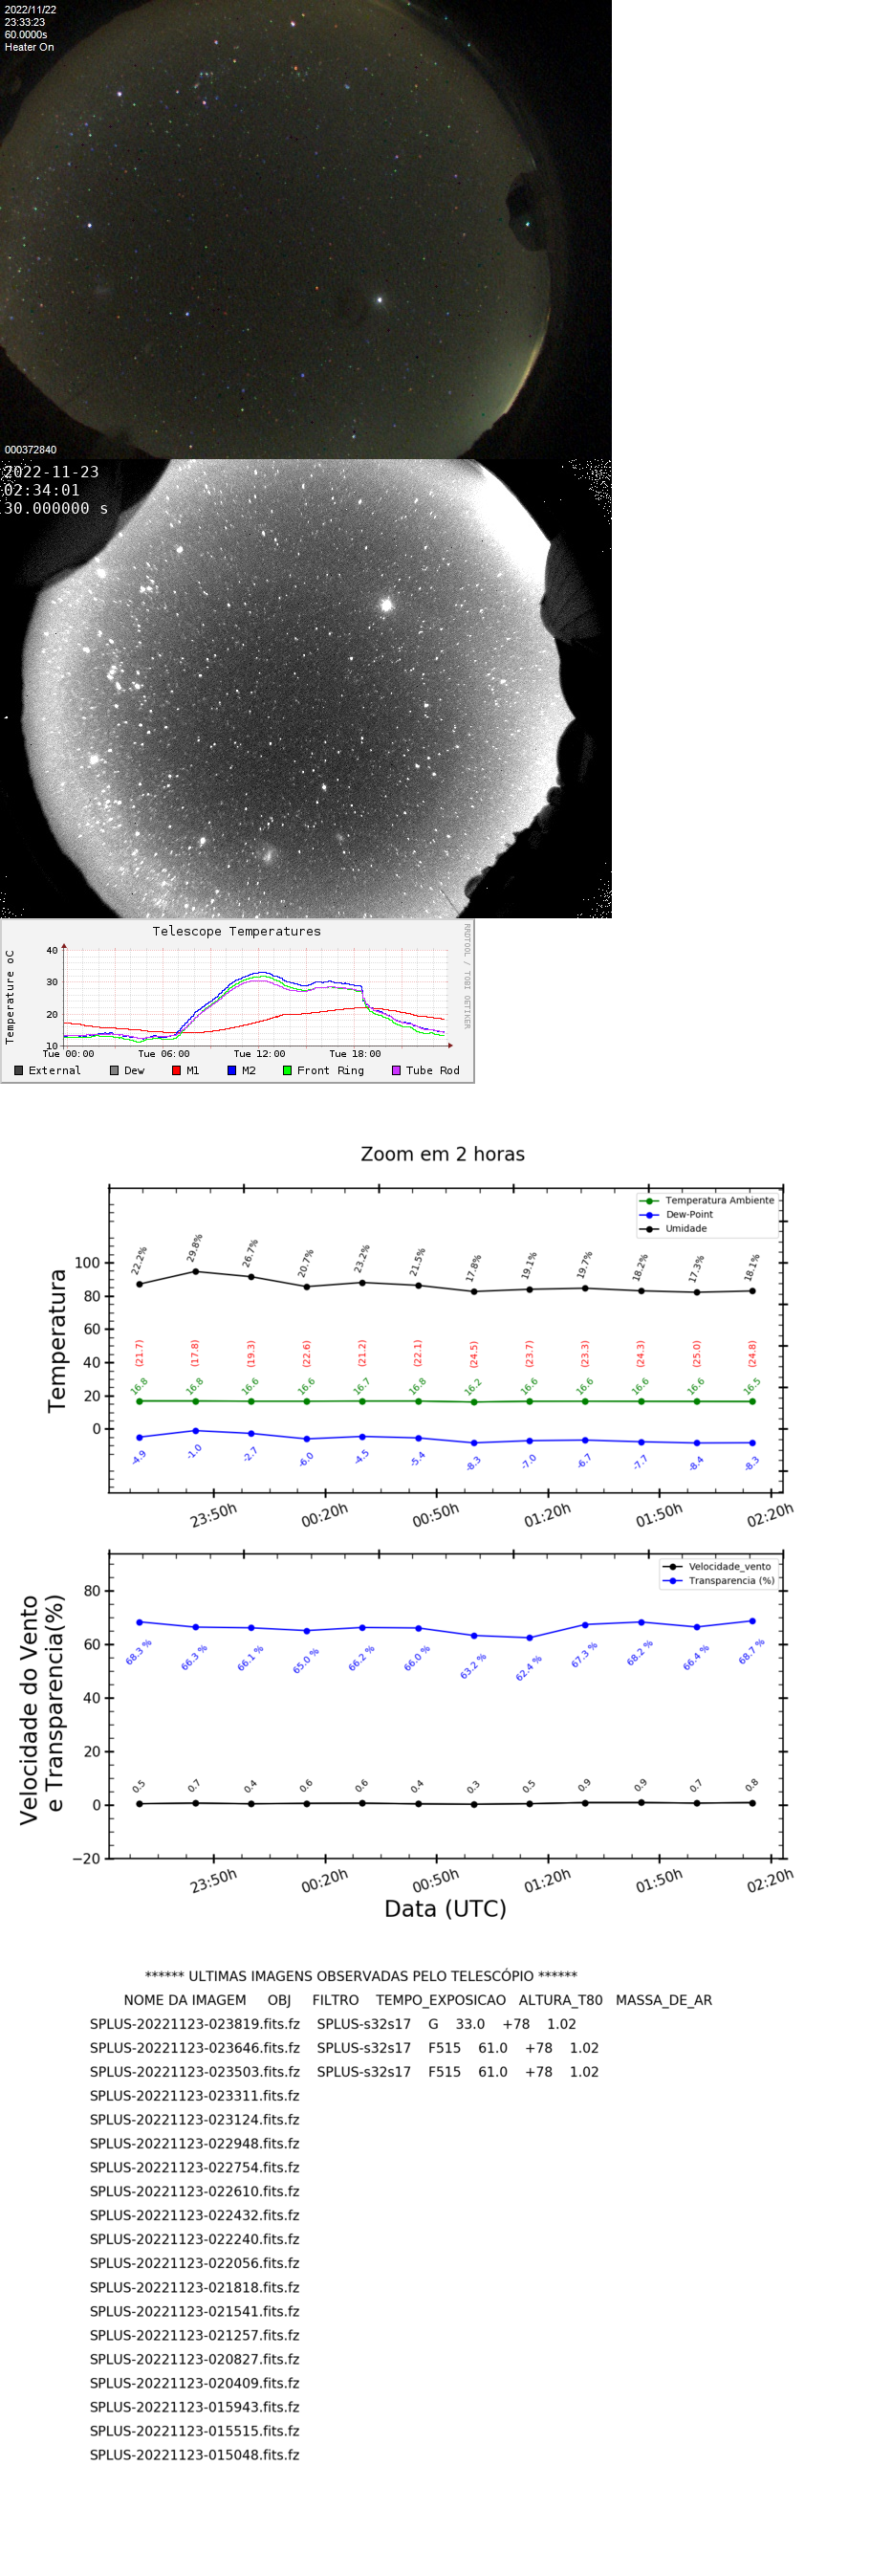 2022/11/22
23:33:23
60.0000s
Heater On
000372840
2022-11-23
02:34:01
30.000000 s
Telescope Temperatures
RRDTOOL / TOBI OETIKER
Temperature oC
40
30
20
10
Tue 00:00 Tue 06:00 Tue 12:00 Tue 18:00
External Dew M1 M2 Front Ring Tube Rod
Zoom em 2 horas
Temperatura Ambiente
Dew-Point
Umidade
Temperatura
100
80
60
40
20
0
22.2% 29.8% 26.7% 20.7% 23.2% 21.5% 17.8% 19.1% 19.7% 18.2% 17.3% 18.1%
(21.7) (17.8) (19.3) (22.6) (21.2) (22.1) (24.5) (23.7) (23.3) (24.3) (25.0) (24.8)
16.8 16.8 16.6 16.6 16.7 16.8 16.2 16.6 16.6 16.6 16.6 16.5
-4.9 -1.0 -2.7 -6.0 -4.5 -5.4 -8.3 -7.0 -6.7 -7.7 -8.4 -8.3
23:50h 00:20h 00:50h 01:20h 01:50h 02:20h
Velocidade_vento
Transparencia (%)
Velocidade do Vento
e Transparencia(%)
80
60
40
20
0
−20
68.3 % 66.3 % 66.1 % 65.0 % 66.2 % 66.0 % 63.2 % 62.4 % 67.3 % 68.2 % 66.4 % 68.7 %
0.5 0.7 0.4 0.6 0.6 0.4 0.3 0.5 0.9 0.9 0.7 0.8
23:50h 00:20h 00:50h 01:20h 01:50h 02:20h
Data (UTC)
****** ULTIMAS IMAGENS OBSERVADAS PELO TELESCÓPIO ******
NOME DA IMAGEM OBJ FILTRO TEMPO_EXPOSICAO ALTURA_T80 MASSA_DE_AR
SPLUS-20221123-023819.fits.fz SPLUS-s32s17 G 33.0 +78 1.02
SPLUS-20221123-023646.fits.fz SPLUS-s32s17 F515 61.0 +78 1.02
SPLUS-20221123-023503.fits.fz SPLUS-s32s17 F515 61.0 +78 1.02
SPLUS-20221123-023311.fits.fz
SPLUS-20221123-023124.fits.fz
SPLUS-20221123-022948.fits.fz
SPLUS-20221123-022754.fits.fz
SPLUS-20221123-022610.fits.fz
SPLUS-20221123-022432.fits.fz
SPLUS-20221123-022240.fits.fz
SPLUS-20221123-022056.fits.fz
SPLUS-20221123-021818.fits.fz
SPLUS-20221123-021541.fits.fz
SPLUS-20221123-021257.fits.fz
SPLUS-20221123-020827.fits.fz
SPLUS-20221123-020409.fits.fz
SPLUS-20221123-015943.fits.fz
SPLUS-20221123-015515.fits.fz
SPLUS-20221123-015048.fits.fz